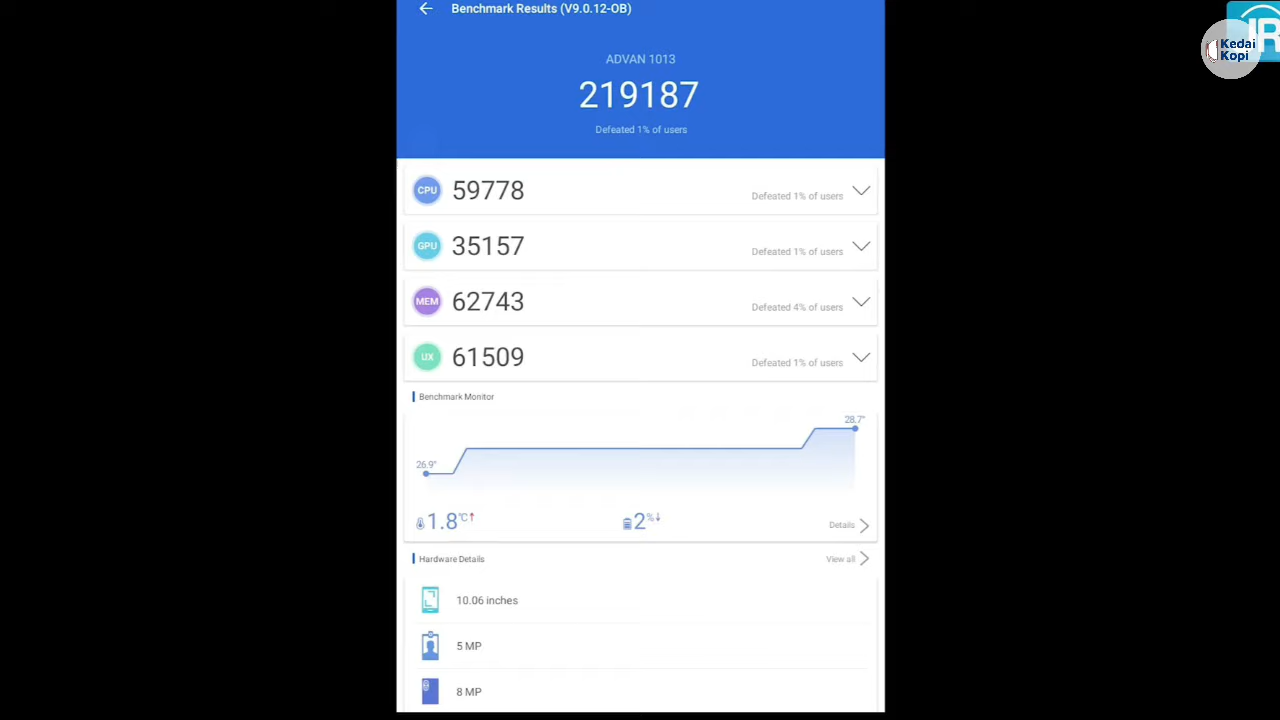 Benchmark Results (V9.0.12-OB)
JR
Kedai
Kopi
ADVAN 1013
219187
Defeated 1% of users
CPU 59778 Defeated 1% of users
GPU 35157 Defeated 1% of users
MEM 62743 Defeated 4% of users
UX 61509 Defeated 1% of users
Benchmark Monitor
28.7°
26.9°
1.8°C↑ 2%↓ Details
Hardware Details View all
10.06 inches
5 MP
8 MP